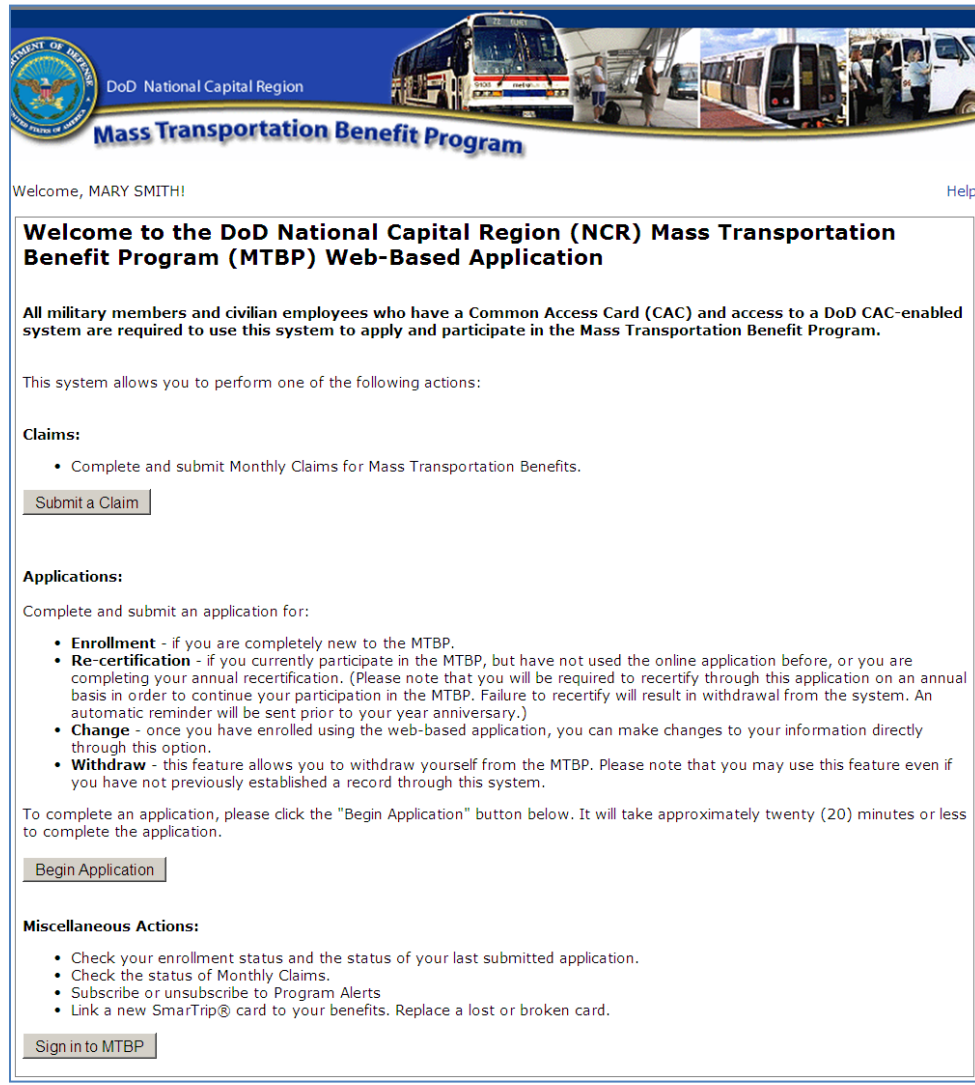 DoD National Capital Region
Mass Transportation Benefit Program
Welcome, MARY SMITH!
Help
Welcome to the DoD National Capital Region (NCR) Mass Transportation
Benefit Program (MTBP) Web-Based Application
All military members and civilian employees who have a Common Access Card (CAC) and access to a DoD CAC-enabled
system are required to use this system to apply and participate in the Mass Transportation Benefit Program.
This system allows you to perform one of the following actions:
Claims:
• Complete and submit Monthly Claims for Mass Transportation Benefits.
Submit a Claim
Applications:
Complete and submit an application for:
• Enrollment - if you are completely new to the MTBP.
• Re-certification - if you currently participate in the MTBP, but have not used the online application before, or you are
completing your annual recertification. (Please note that you will be required to recertify through this application on an annual
basis in order to continue your participation in the MTBP. Failure to recertify will result in withdrawal from the system. An
automatic reminder will be sent prior to your year anniversary.)
• Change - once you have enrolled using the web-based application, you can make changes to your information directly
through this option.
• Withdraw - this feature allows you to withdraw yourself from the MTBP. Please note that you may use this feature even if
you have not previously established a record through this system.
To complete an application, please click the "Begin Application" button below. It will take approximately twenty (20) minutes or less
to complete the application.
Begin Application
Miscellaneous Actions:
• Check your enrollment status and the status of your last submitted application.
• Check the status of Monthly Claims.
• Subscribe or unsubscribe to Program Alerts
• Link a new SmarTrip® card to your benefits. Replace a lost or broken card.
Sign in to MTBP